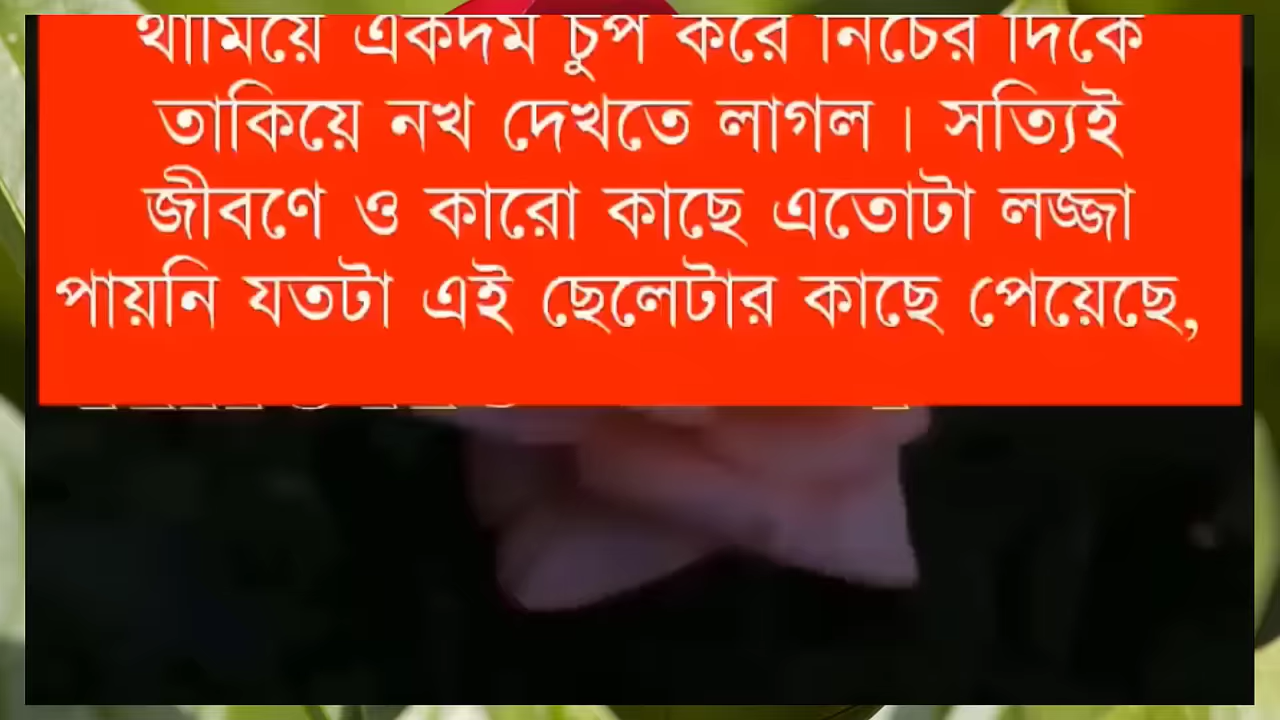 থামিয়ে একদম চুপ করে নিচের দিকে
তাকিয়ে নখ দেখতে লাগল। সত্যিই
জীবণে ও কারো কাছে এতোটা লজ্জা
পায়নি যতটা এই ছেলেটার কাছে পেয়েছে,